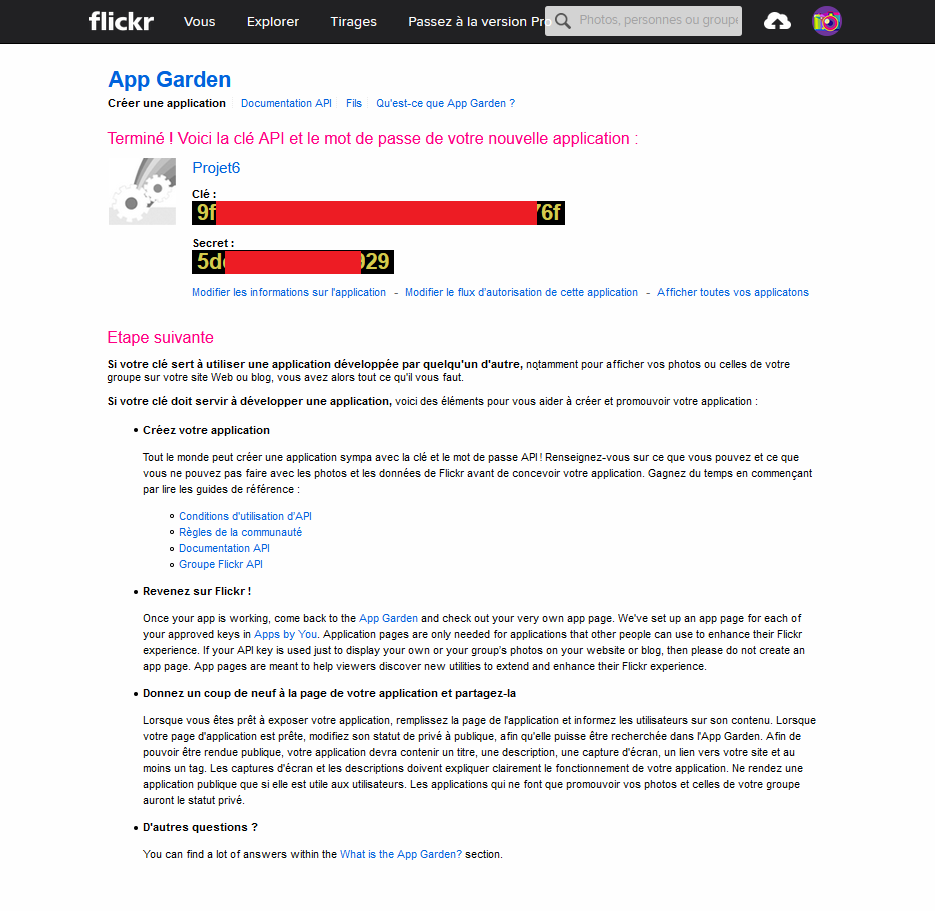 flickr Vous Explorer Tirages Passez à la version Pro Photos, personnes ou groupe
App Garden
Créer une application Documentation API Fils Qu'est-ce que App Garden ?
Terminé ! Voici la clé API et le mot de passe de votre nouvelle application :
Projet6
Clé :
9f 76f
Secret :
5d 929
Modifier les informations sur l'application - Modifier le flux d'autorisation de cette application - Afficher toutes vos applicatons
Etape suivante
Si votre clé sert à utiliser une application développée par quelqu'un d'autre, notamment pour afficher vos photos ou celles de votre
groupe sur votre site Web ou blog, vous avez alors tout ce qu'il vous faut.
Si votre clé doit servir à développer une application, voici des éléments pour vous aider à créer et promouvoir votre application :
• Créez votre application
Tout le monde peut créer une application sympa avec la clé et le mot de passe API ! Renseignez-vous sur ce que vous pouvez et ce que
vous ne pouvez pas faire avec les photos et les données de Flickr avant de concevoir votre application. Gagnez du temps en commençant
par lire les guides de référence :
Conditions d'utilisation d'API
Règles de la communauté
Documentation API
Groupe Flickr API
• Revenez sur Flickr !
Once your app is working, come back to the App Garden and check out your very own app page. We've set up an app page for each of
your approved keys in Apps by You. Application pages are only needed for applications that other people can use to enhance their Flickr
experience. If your API key is used just to display your own or your group's photos on your website or blog, then please do not create an
app page. App pages are meant to help viewers discover new utilities to extend and enhance their Flickr experience.
• Donnez un coup de neuf à la page de votre application et partagez-la
Lorsque vous êtes prêt à exposer votre application, remplissez la page de l'application et informez les utilisateurs sur son contenu. Lorsque
votre page d'application est prête, modifiez son statut de privé à publique, afin qu'elle puisse être recherchée dans l'App Garden. Afin de
pouvoir être rendue publique, votre application devra contenir un titre, une description, une capture d'écran, un lien vers votre site et au
moins un tag. Les captures d'écran et les descriptions doivent expliquer clairement le fonctionnement de votre application. Ne rendez une
application publique que si elle est utile aux utilisateurs. Les applications qui ne font que promouvoir vos photos et celles de votre groupe
auront le statut privé.
• D'autres questions ?
You can find a lot of answers within the What is the App Garden? section.